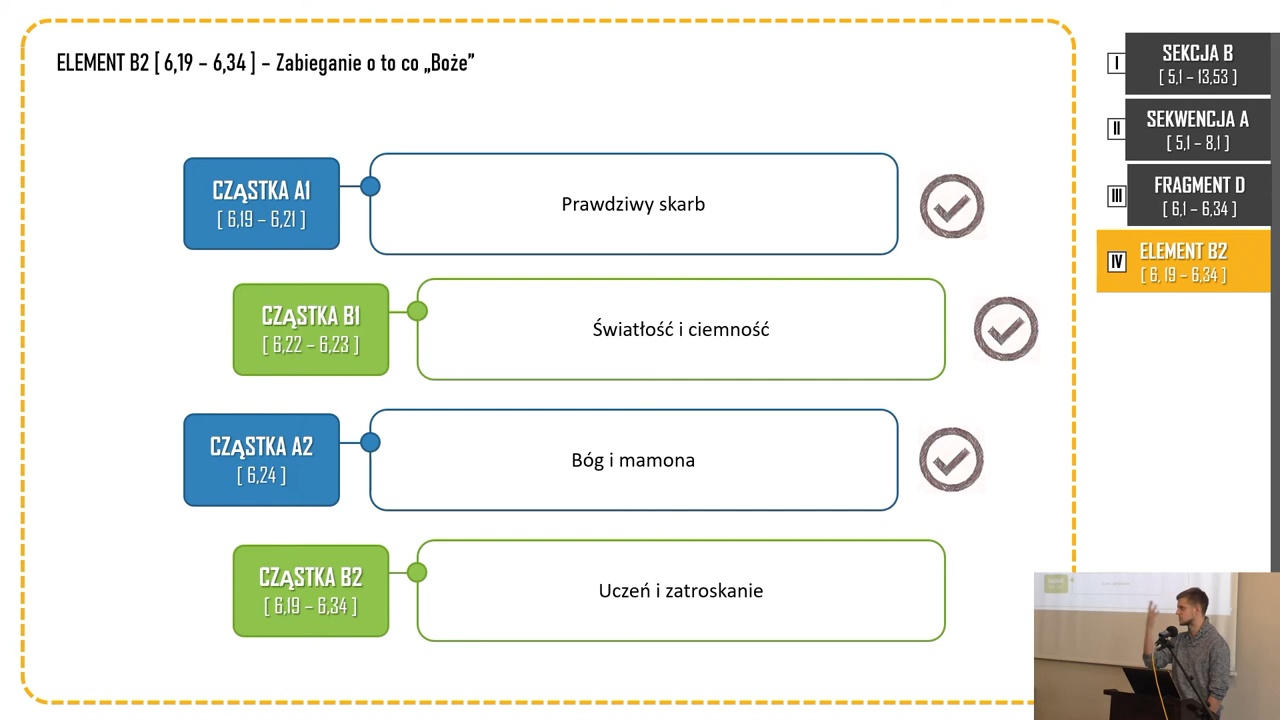 ELEMENT B2 [ 6,19 – 6,34 ] – Zabieganie o to co „Boże”
CZĄSTKA A1
[ 6,19 – 6,21 ]
Prawdziwy skarb
CZĄSTKA B1
[ 6,22 – 6,23 ]
Światłość i ciemność
CZĄSTKA A2
[ 6,24 ]
Bóg i mamona
CZĄSTKA B2
[ 6,19 – 6,34 ]
Uczeń i zatroskanie
I
SEKCJA B
[ 5,1 – 13,53 ]
II
SEKWENCJA A
[ 5,1 – 8,1 ]
III
FRAGMENT D
[ 6,1 – 6,34 ]
IV
ELEMENT B2
[ 6, 19 – 6,34 ]